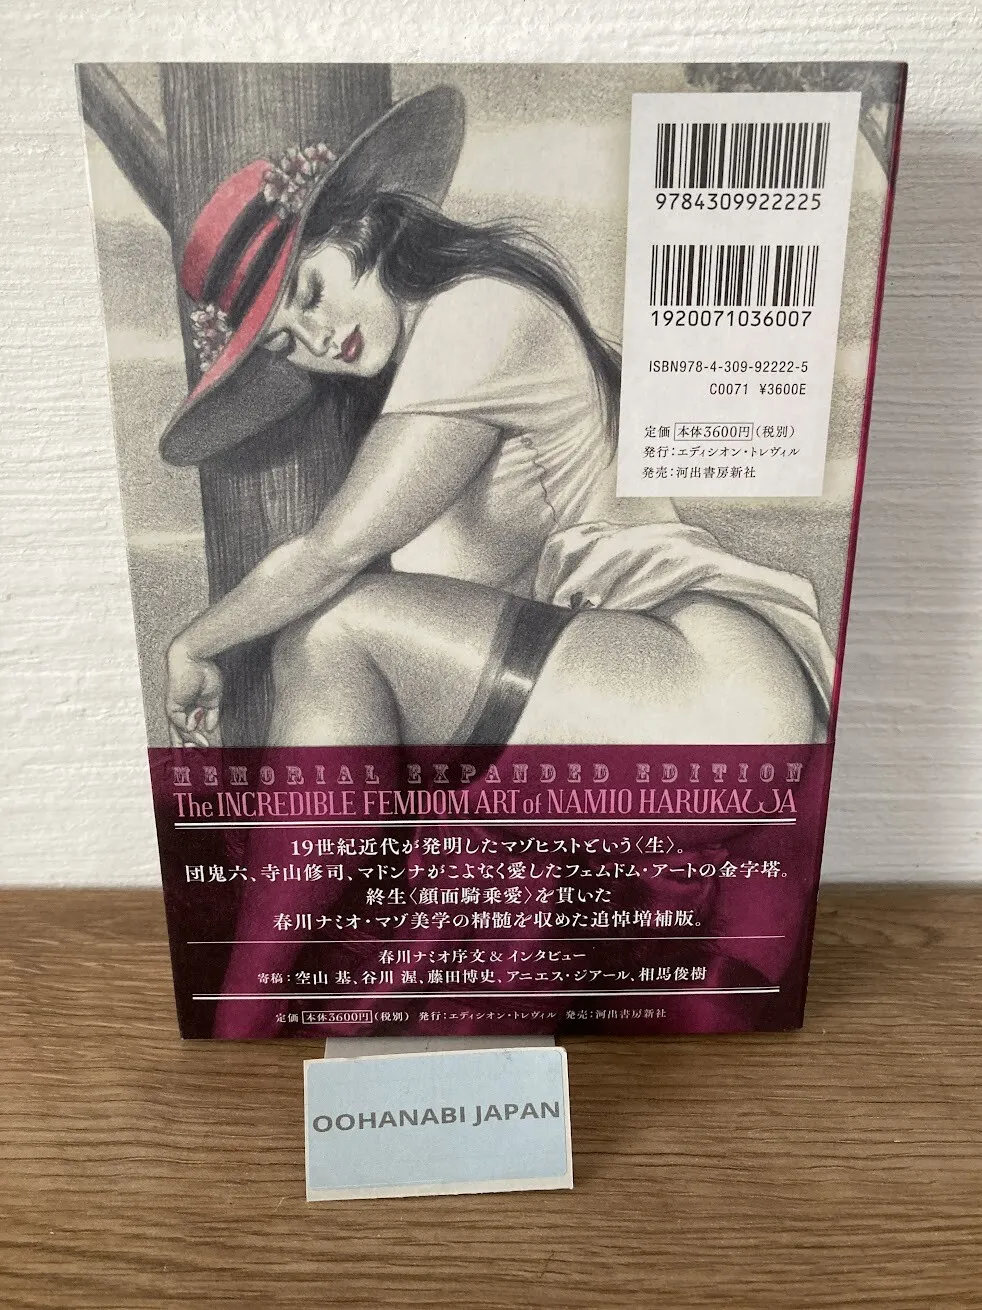 9784309922225
1920071036007
ISBN978-4-309-92222-5
C0071 ¥3600E
定価 本体3600円(税別)
発行:エディシオン・トレヴィル
発売:河出書房新社
MEMORIAL EXPANDED EDITION
The INCREDIBLE FEMDOM ART of NAMIO HARUKAWA
19世紀近代が発明したマゾヒストという〈生〉。
団鬼六、寺山修司、マドンナがこよなく愛したフェムドム・アートの金字塔。
終生〈顔面騎乗愛〉を貫いた
春川ナミオ・マゾ美学の精髄を収めた追悼増補版。
春川ナミオ序文&インタビュー
寄稿:空山 基、谷川 渥、藤田博史、アニエス・ジアール、相馬俊樹
定価 本体3600円(税別) 発行:エディシオン・トレヴィル 発売:河出書房新社
OOHANABI JAPAN